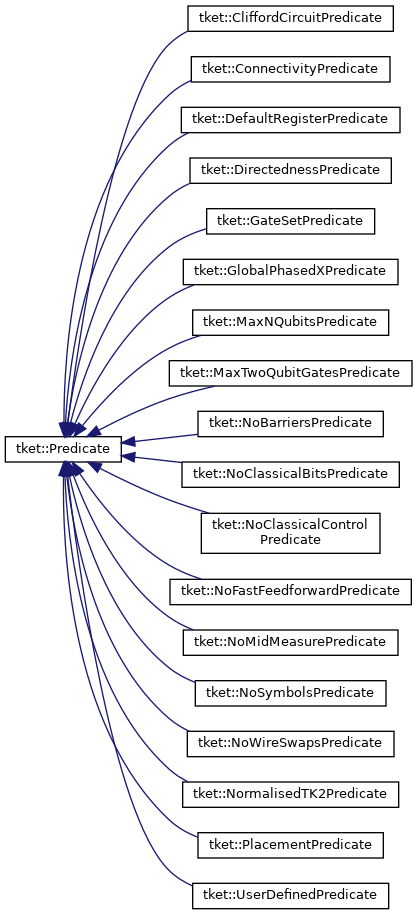 tket::CliffordCircuitPredicate
tket::ConnectivityPredicate
tket::DefaultRegisterPredicate
tket::DirectednessPredicate
tket::GateSetPredicate
tket::GlobalPhasedXPredicate
tket::MaxNQubitsPredicate
tket::MaxTwoQubitGatesPredicate
tket::NoBarriersPredicate
tket::Predicate
tket::NoClassicalBitsPredicate
tket::NoClassicalControl
Predicate
tket::NoFastFeedforwardPredicate
tket::NoMidMeasurePredicate
tket::NoSymbolsPredicate
tket::NoWireSwapsPredicate
tket::NormalisedTK2Predicate
tket::PlacementPredicate
tket::UserDefinedPredicate